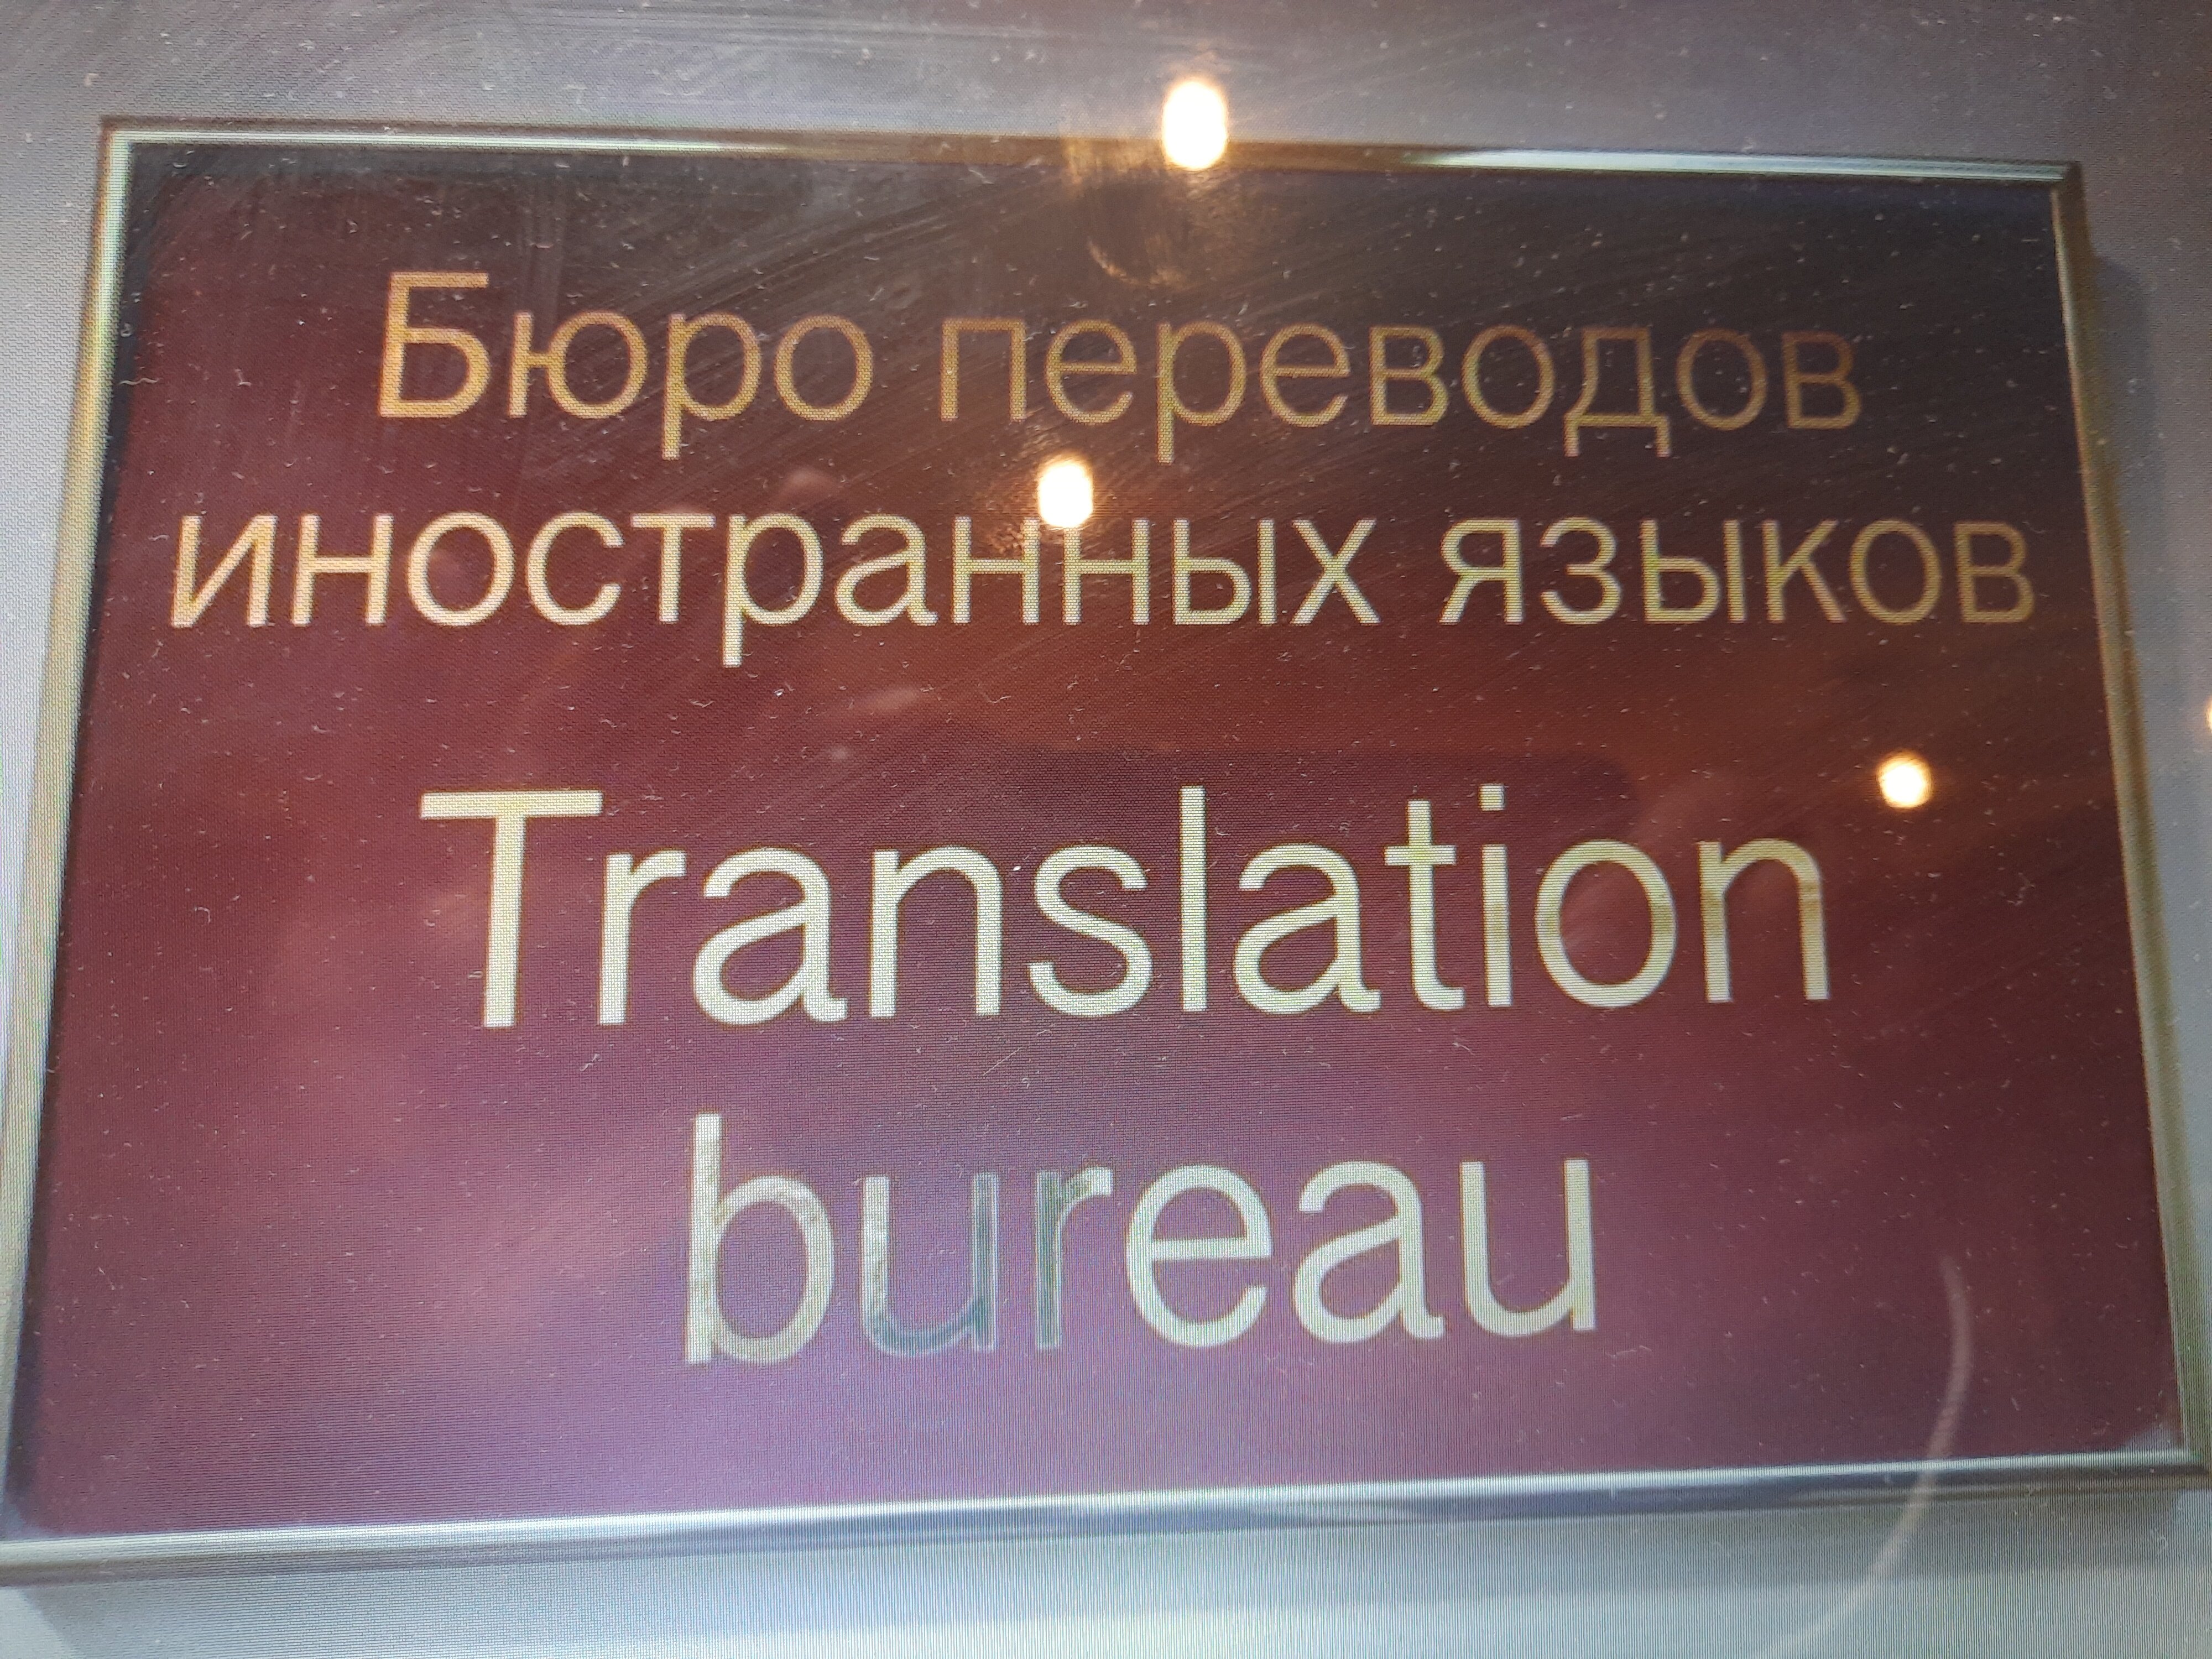 Бюро переводов
иностранных языков
Translation
bureau